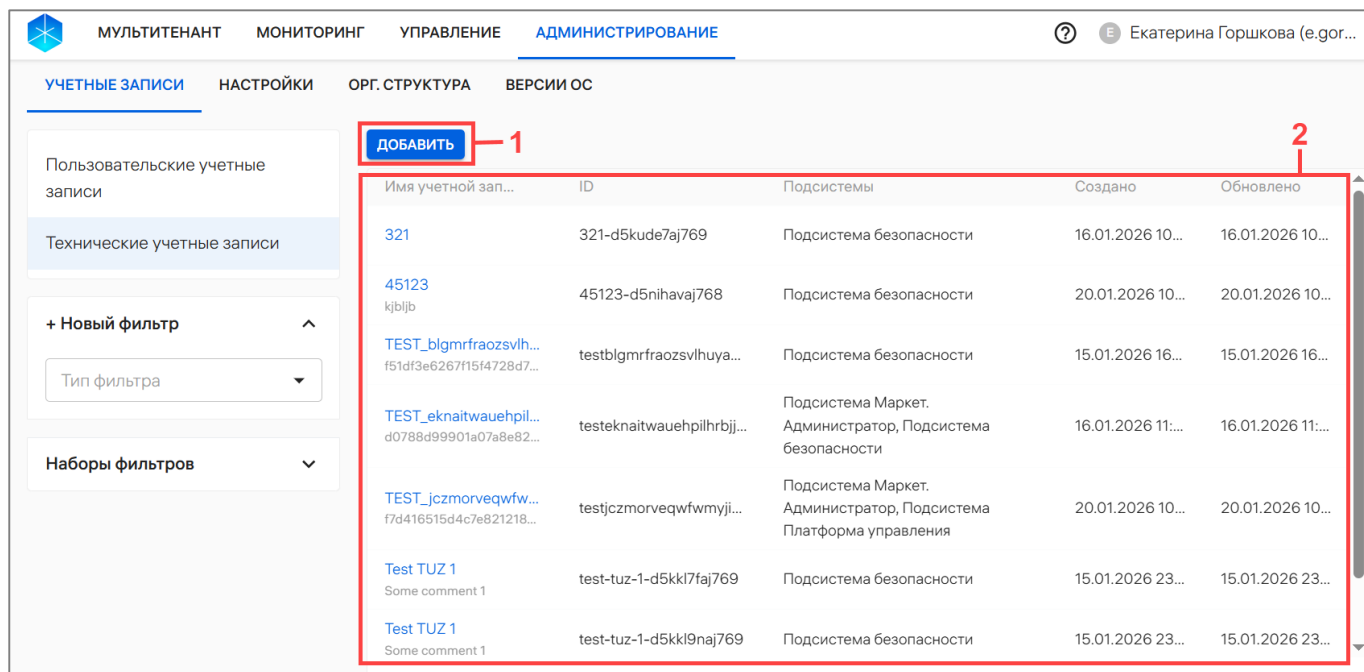 МУЛЬТИТЕНАНТ МОНИТОРИНГ УПРАВЛЕНИЕ АДМИНИСТРИРОВАНИЕ ? E Екатерина Горшкова (e.gor...
УЧЕТНЫЕ ЗАПИСИ НАСТРОЙКИ ОРГ. СТРУКТУРА ВЕРСИИ ОС
Пользовательские учетные
записи
Технические учетные записи
+ Новый фильтр
Тип фильтра
Наборы фильтров
ДОБАВИТЬ 1
2
Имя учетной зап... ID Подсистемы Создано Обновлено
321 321-d5kude7aj769 Подсистема безопасности 16.01.2026 10... 16.01.2026 10...
45123
kjbljb
45123-d5nihavaj768 Подсистема безопасности 20.01.2026 10... 20.01.2026 10...
TEST_blgmrfraozsvlh...
f51df3e6267f15f4728d7...
testblgmrfraozsvlhuya... Подсистема безопасности 15.01.2026 16... 15.01.2026 16...
TEST_eknaitwauehpil...
d0788d99901a07a8e82...
testeknaitwauehpilhrbjj...
Подсистема Маркет.
Администратор, Подсистема
безопасности
16.01.2026 11:... 16.01.2026 11:...
TEST_jczmorveqwfw...
f7d416515d4c7e821218...
testjczmorveqwfwmyji...
Подсистема Маркет.
Администратор, Подсистема
Платформа управления
20.01.2026 10... 20.01.2026 10...
Test TUZ 1
Some comment 1
test-tuz-1-d5kkl7faj769 Подсистема безопасности 15.01.2026 23... 15.01.2026 23...
Test TUZ 1
Some comment 1
test-tuz-1-d5kkl9naj769 Подсистема безопасности 15.01.2026 23... 15.01.2026 23...